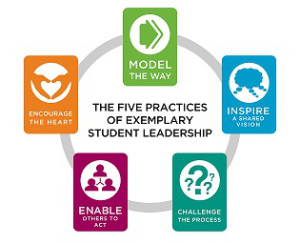 MODEL
THE WAY
ENCOURAGE
THE HEART
INSPIRE
A SHARED
VISION
THE FIVE PRACTICES
OF EXEMPLARY
STUDENT LEADERSHIP
ENABLE
OTHERS TO
ACT
???
CHALLENGE
THE PROCESS